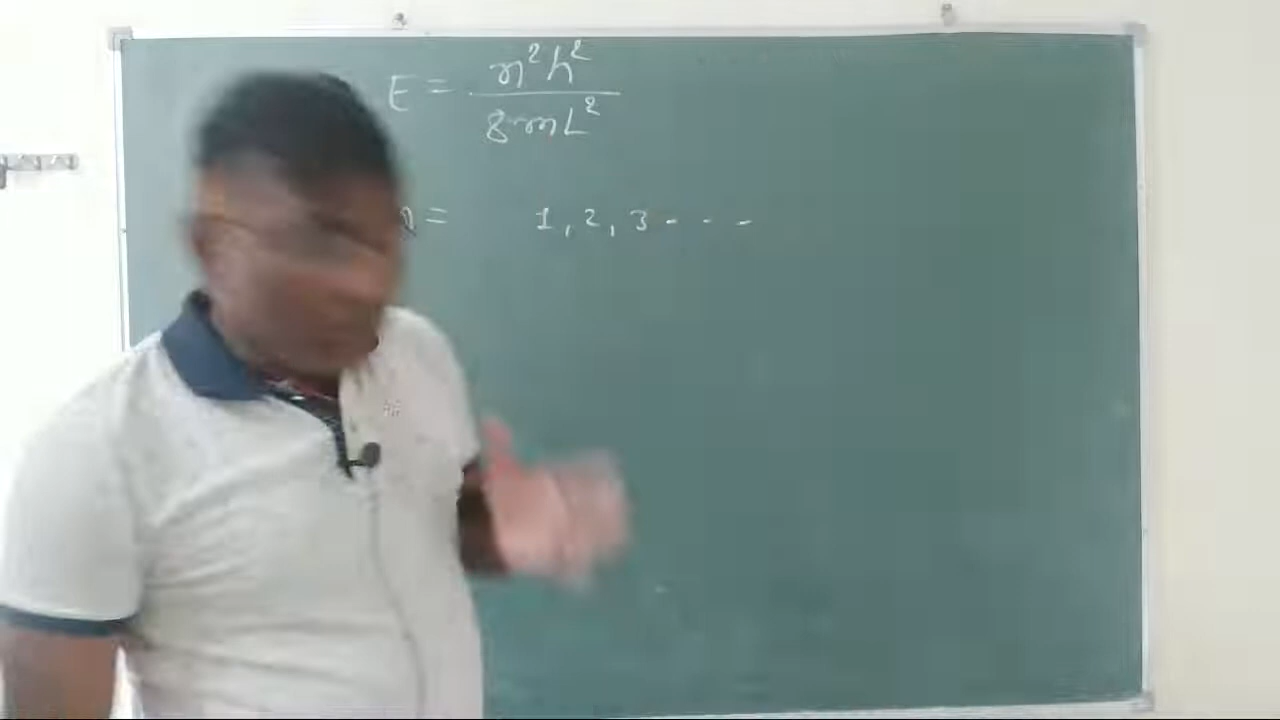 E = n²h² / 8mL²
n = 1, 2, 3 - - -